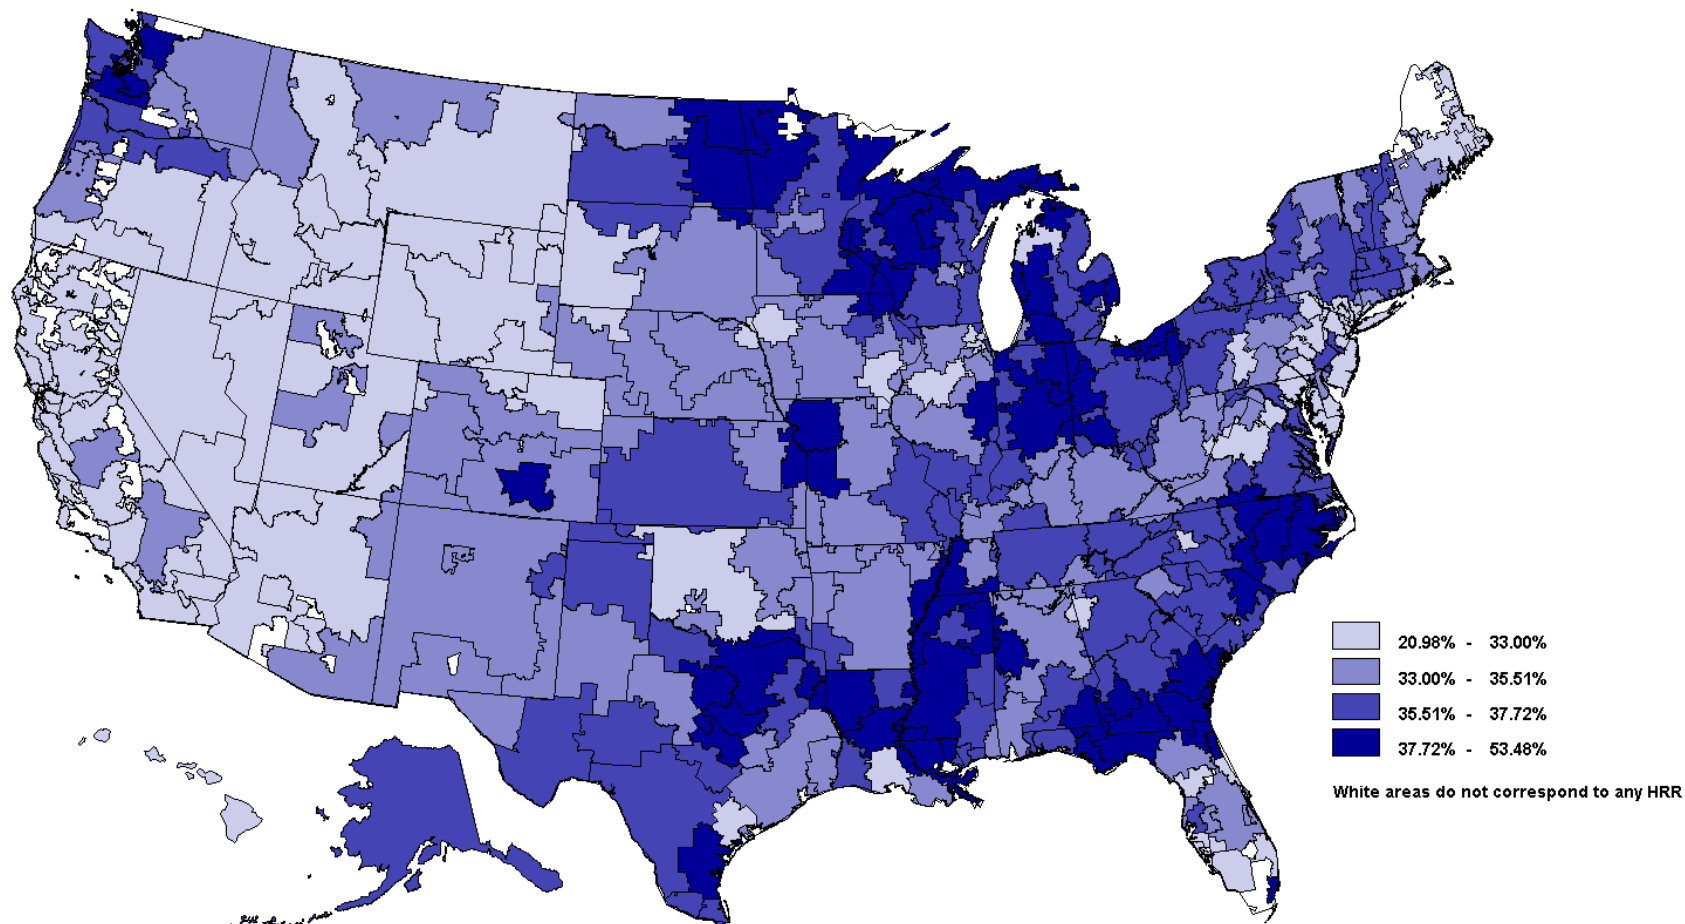 20.98% - 33.00%
33.00% - 35.51%
35.51% - 37.72%
37.72% - 53.48%
White areas do not correspond to any HRR